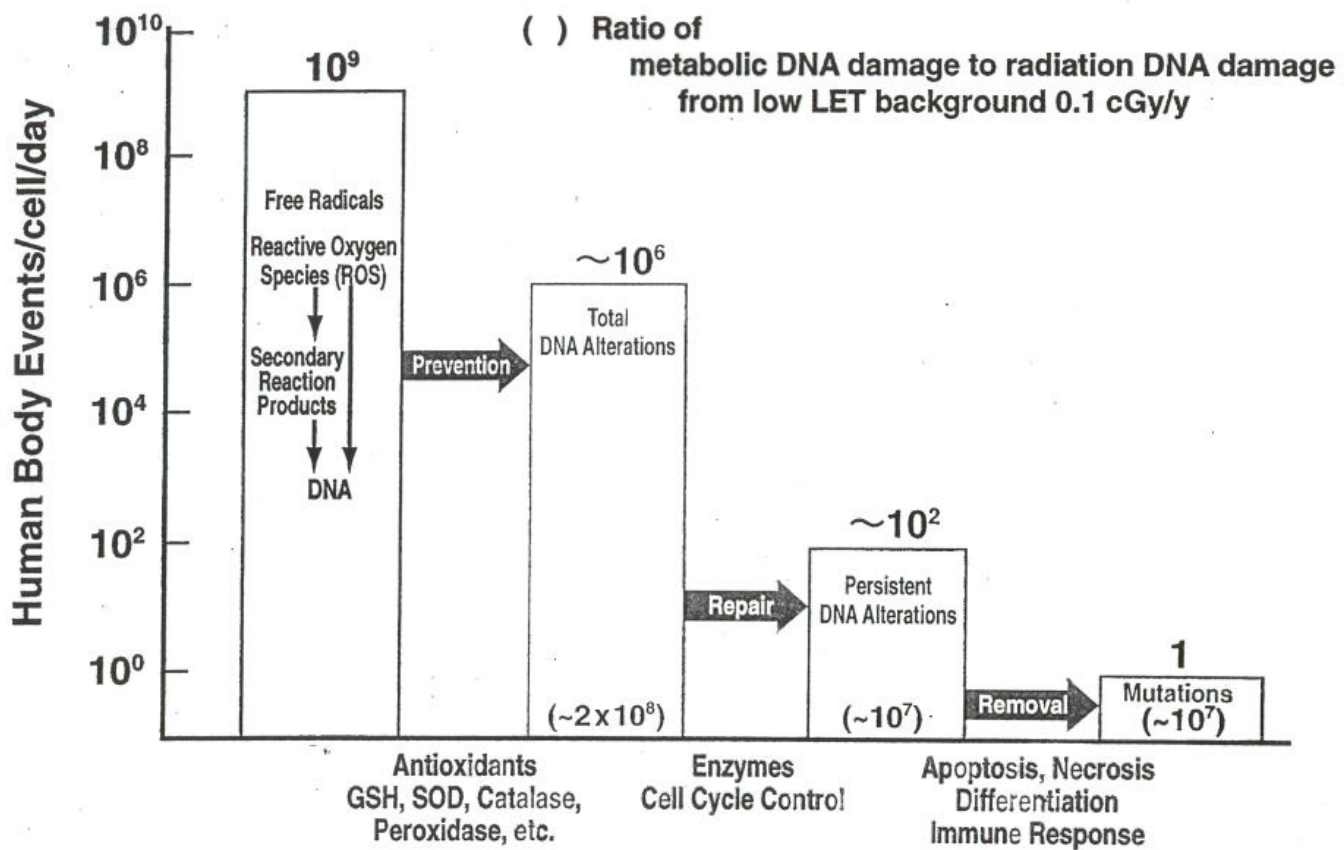 ( ) Ratio of
metabolic DNA damage to radiation DNA damage
from low LET background 0.1 cGy/y
Human Body Events/cell/day
10¹⁰
10⁸
10⁶
10⁴
10²
10⁰
10⁹
Free Radicals
Reactive Oxygen
Species (ROS)
Secondary
Reaction
Products
DNA
Prevention
~10⁶
Total
DNA Alterations
(~2 x 10⁸)
Repair
~10²
Persistent
DNA Alterations
(~10⁷)
Removal
1
Mutations
(~10⁷)
Antioxidants
GSH, SOD, Catalase,
Peroxidase, etc.
Enzymes
Cell Cycle Control
Apoptosis, Necrosis
Differentiation
Immune Response